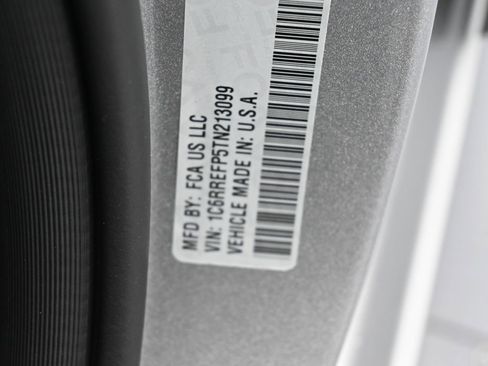 MFD BY: FCA US LLC
VIN: 1C6RREFP5TN213099
VEHICLE MADE IN: U.S.A.